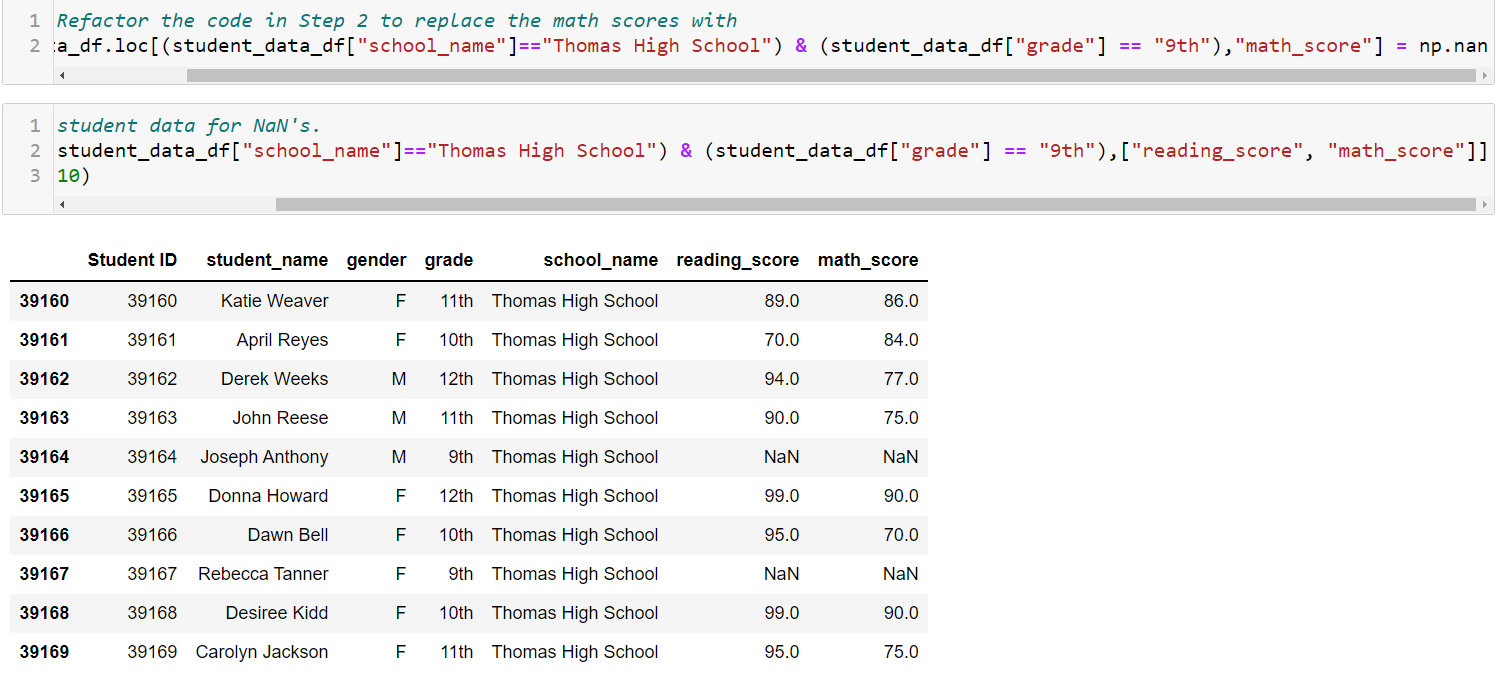 1 Refactor the code in Step 2 to replace the math scores with
2 a_df.loc[(student_data_df["school_name"]=="Thomas High School") & (student_data_df["grade"] == "9th"),"math_score"] = np.nan
1 student data for NaN's.
2 student_data_df["school_name"]=="Thomas High School") & (student_data_df["grade"] == "9th"),["reading_score", "math_score"]]
3 10)
Student ID student_name gender grade school_name reading_score math_score
39160 39160 Katie Weaver F 11th Thomas High School 89.0 86.0
39161 39161 April Reyes F 10th Thomas High School 70.0 84.0
39162 39162 Derek Weeks M 12th Thomas High School 94.0 77.0
39163 39163 John Reese M 11th Thomas High School 90.0 75.0
39164 39164 Joseph Anthony M 9th Thomas High School NaN NaN
39165 39165 Donna Howard F 12th Thomas High School 99.0 90.0
39166 39166 Dawn Bell F 10th Thomas High School 95.0 70.0
39167 39167 Rebecca Tanner F 9th Thomas High School NaN NaN
39168 39168 Desiree Kidd F 10th Thomas High School 99.0 90.0
39169 39169 Carolyn Jackson F 11th Thomas High School 95.0 75.0